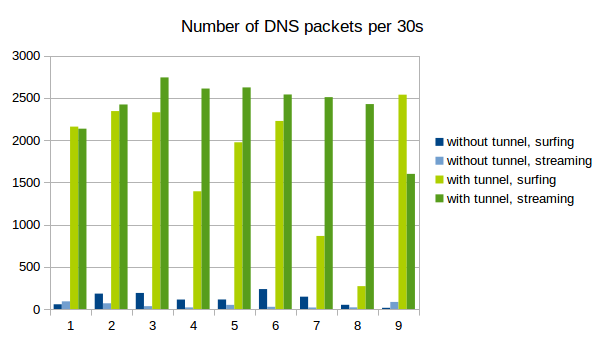 Number of DNS packets per 30s
3000
2500
2000
1500
1000
500
0
1 2 3 4 5 6 7 8 9
without tunnel, surfing
without tunnel, streaming
with tunnel, surfing
with tunnel, streaming